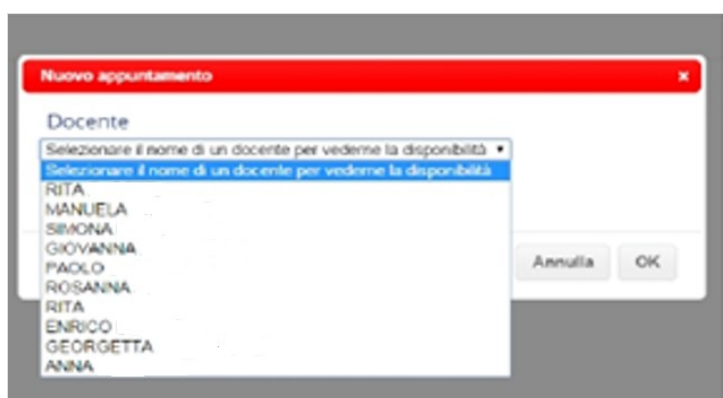 Nuovo appuntamento ×
Docente
Selezionare il nome di un docente per vederne la disponibilità
Selezionare il nome di un docente per vederne la disponibilità
RITA
MANUELA
SIMONA
GIOVANNA
PAOLO
ROSANNA
RITA
ENRICO
GEORGETTA
ANNA
Annulla OK